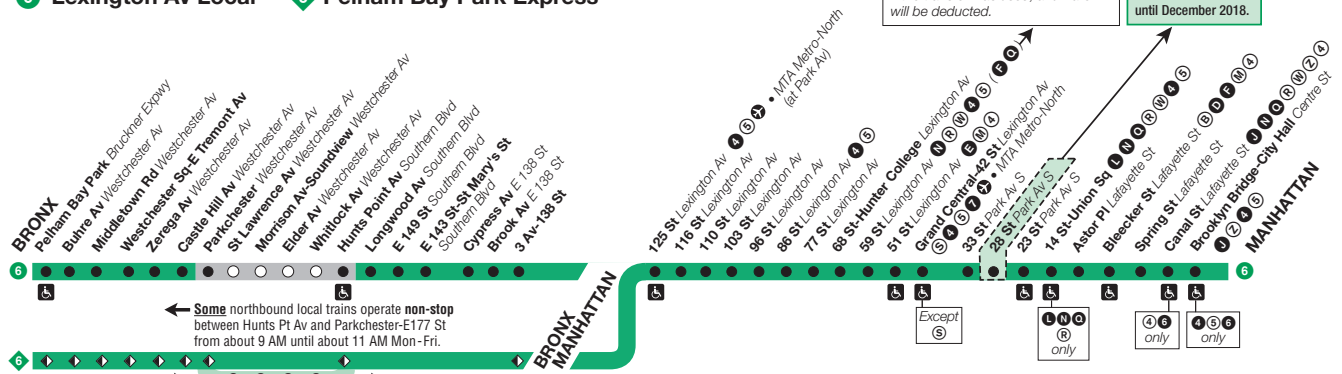 6 Lexington Av Local 6 Pelham Bay Park Express
will be deducted.
until December 2018.
BRONX
Pelham Bay Park Bruckner Expwy
Buhre Av Westchester Av
Middletown Rd Westchester Av
Westchester Sq-E Tremont Av
Zerega Av Westchester Av
Castle Hill Av Westchester Av
Parkchester Westchester Av
St Lawrence Av Westchester Av
Morrison Av-Soundview Westchester Av
Elder Av Westchester Av
Whitlock Av Westchester Av
Hunts Point Av Southern Blvd
Longwood Av Southern Blvd
E 149 St Southern Blvd
E 143 St-St Mary's St
Southern Blvd
Cypress Av E 138 St
Brook Av E 138 St
3 Av-138 St
125 St Lexington Av 4 5 ✈ • MTA Metro-North
(at Park Av)
116 St Lexington Av
110 St Lexington Av
103 St Lexington Av
96 St Lexington Av
86 St Lexington Av 4 5
77 St Lexington Av
68 St-Hunter College Lexington Av
59 St Lexington Av N R W 4 5 (F Q)
51 St Lexington Av E M 4
Grand Central-42 St Lexington Av
S 4 5 7 ✈ • MTA Metro-North
33 St Park Av S
28 St Park Av S
23 St Park Av S
14 St-Union Sq L N Q R W 4 5
Astor Pl Lafayette St
Bleecker St Lafayette St B D F M 4
Spring St Lafayette St
Canal St Lafayette St J N Q R W Z 4
Brooklyn Bridge-City Hall Centre St
J Z 4 5
MANHATTAN
6
6
Some northbound local trains operate non-stop
between Hunts Pt Av and Parkchester-E177 St
from about 9 AM until about 11 AM Mon-Fri.
BRONX
MANHATTAN
6
Except
S
L N Q
R
only
4 6
only
4 5 6
only